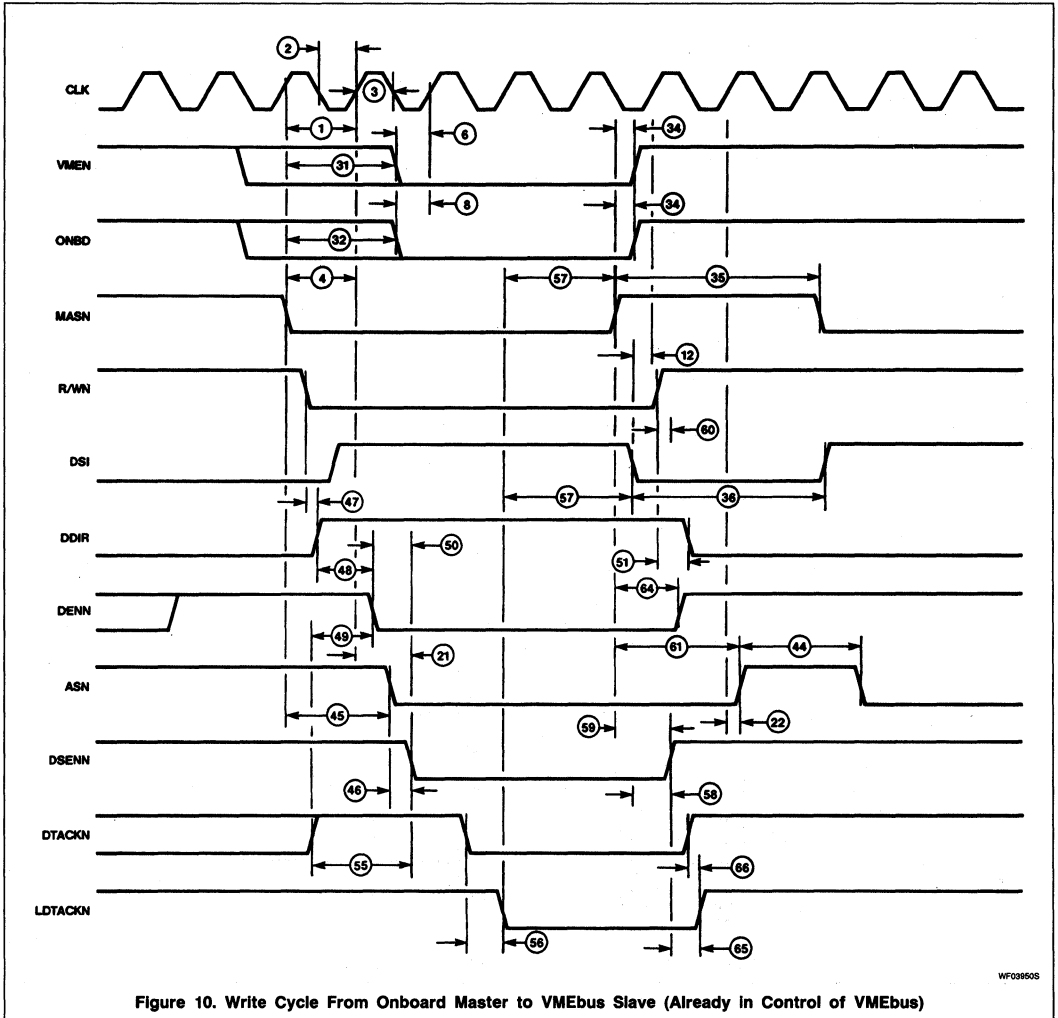 2
CLK
3
1
6
34
VMEN
31
8
34
ONBD
32
4
57
35
MASN
12
R/WN
60
DSI
47
57
36
DDIR
50
48
51
64
DENN
49
21
61
44
ASN
45
59
22
DSENN
46
58
DTACKN
55
66
LDTACKN
56
65
WF03950S
Figure 10. Write Cycle From Onboard Master to VMEbus Slave (Already in Control of VMEbus)